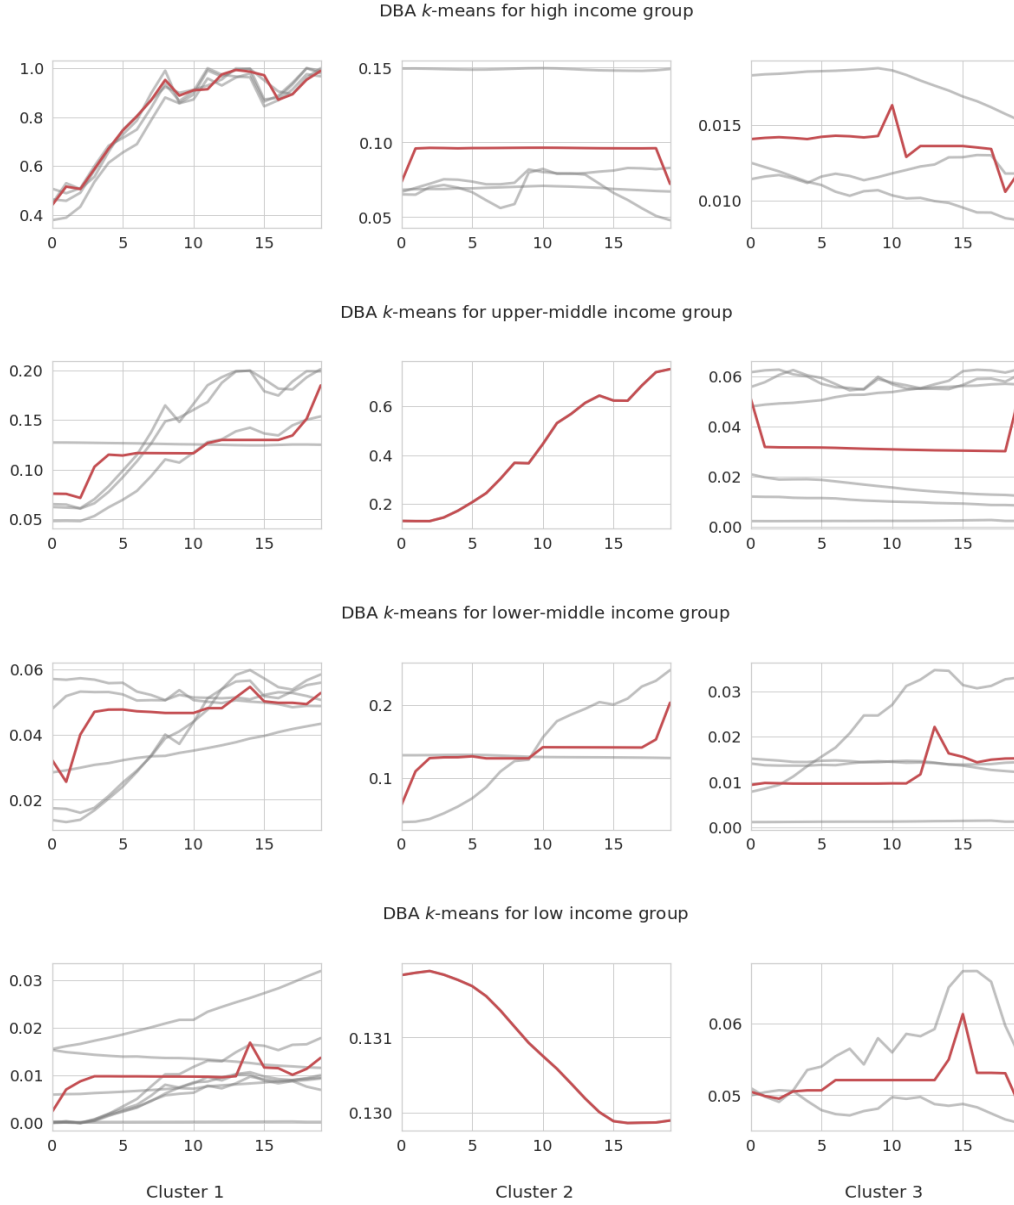 DBA k-means for high income group
1.0
0.8
0.6
0.4
0 5 10 15
0.15
0.10
0.05
0 5 10 15
0.015
0.010
0 5 10 15
DBA k-means for upper-middle income group
0.20
0.15
0.10
0.05
0 5 10 15
0.6
0.4
0.2
0 5 10 15
0.06
0.04
0.02
0.00
0 5 10 15
DBA k-means for lower-middle income group
0.06
0.04
0.02
0 5 10 15
0.2
0.1
0 5 10 15
0.03
0.02
0.01
0.00
0 5 10 15
DBA k-means for low income group
0.03
0.02
0.01
0.00
0 5 10 15
0.131
0.130
0 5 10 15
0.06
0.05
0 5 10 15
Cluster 1 Cluster 2 Cluster 3